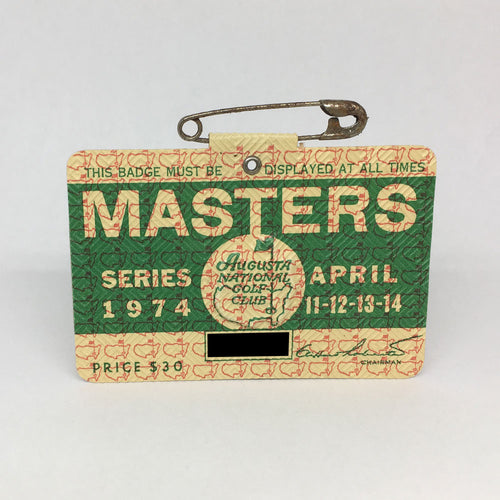 THIS BADGE MUST BE DISPLAYED AT ALL TIMES
MASTERS
SERIES
1974
AUGUSTA
NATIONAL
GOLF
CLUB
APRIL
11-12-13-14
PRICE $30
CHAIRMAN